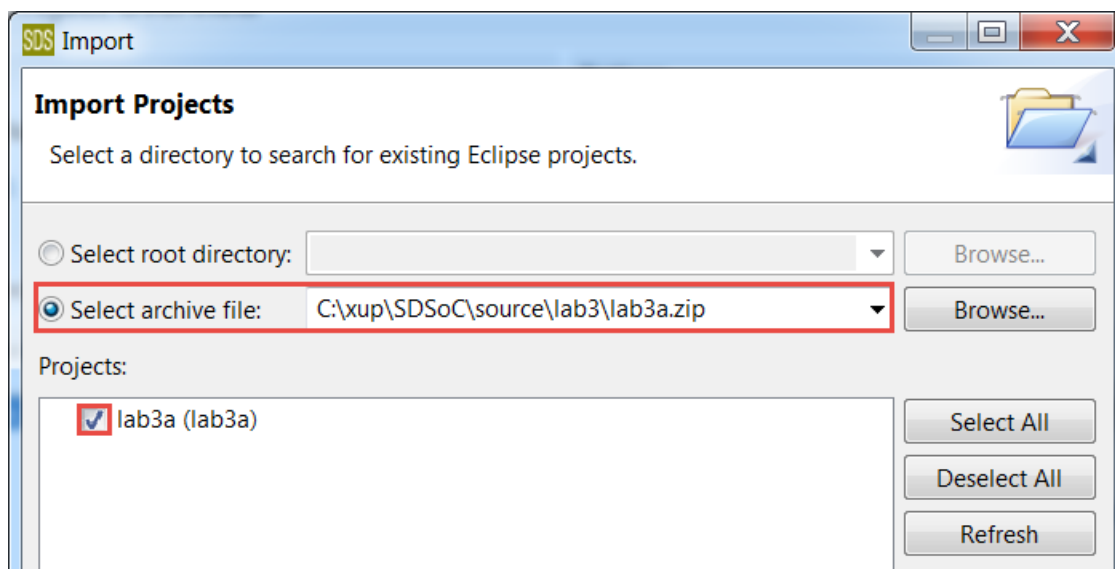 SDS Import
Import Projects
Select a directory to search for existing Eclipse projects.
Select root directory: Browse...
Select archive file: C:\xup\SDSoC\source\lab3\lab3a.zip Browse...
Projects:
lab3a (lab3a)
Select All
Deselect All
Refresh